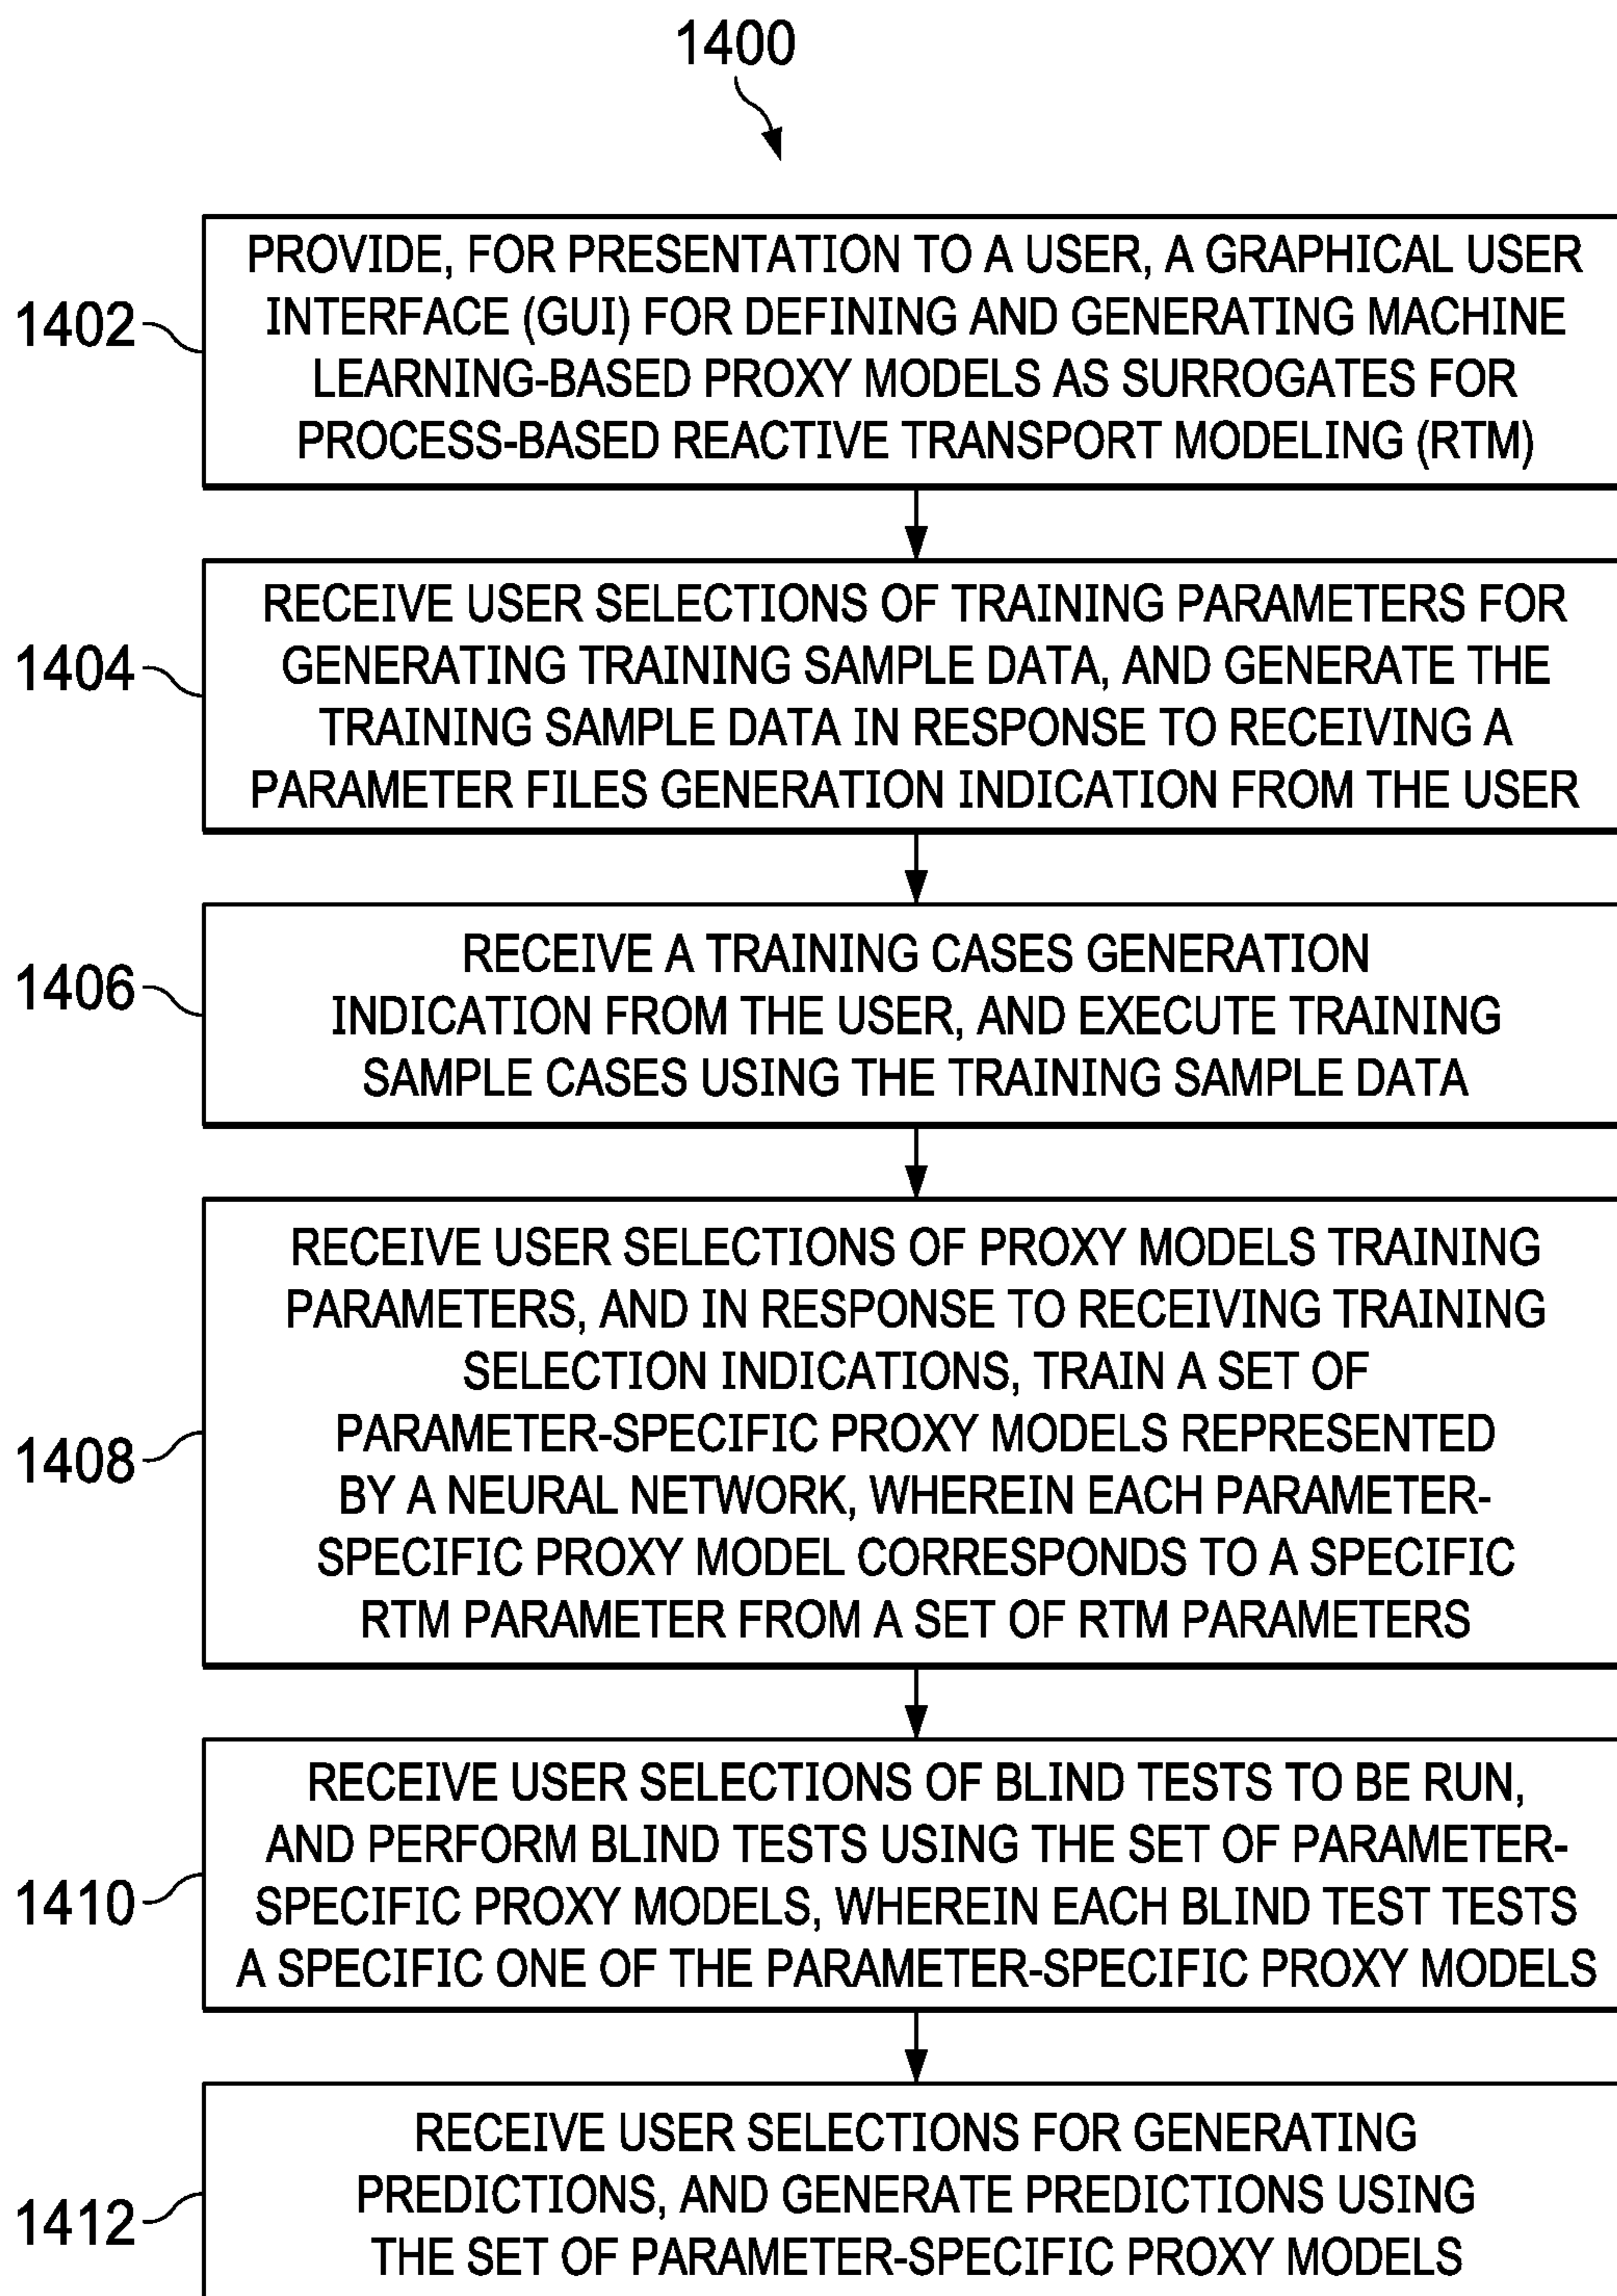 1400
1402
PROVIDE, FOR PRESENTATION TO A USER, A GRAPHICAL USER
INTERFACE (GUI) FOR DEFINING AND GENERATING MACHINE
LEARNING-BASED PROXY MODELS AS SURROGATES FOR
PROCESS-BASED REACTIVE TRANSPORT MODELING (RTM)
1404
RECEIVE USER SELECTIONS OF TRAINING PARAMETERS FOR
GENERATING TRAINING SAMPLE DATA, AND GENERATE THE
TRAINING SAMPLE DATA IN RESPONSE TO RECEIVING A
PARAMETER FILES GENERATION INDICATION FROM THE USER
1406
RECEIVE A TRAINING CASES GENERATION
INDICATION FROM THE USER, AND EXECUTE TRAINING
SAMPLE CASES USING THE TRAINING SAMPLE DATA
1408
RECEIVE USER SELECTIONS OF PROXY MODELS TRAINING
PARAMETERS, AND IN RESPONSE TO RECEIVING TRAINING
SELECTION INDICATIONS, TRAIN A SET OF
PARAMETER-SPECIFIC PROXY MODELS REPRESENTED
BY A NEURAL NETWORK, WHEREIN EACH PARAMETER-
SPECIFIC PROXY MODEL CORRESPONDS TO A SPECIFIC
RTM PARAMETER FROM A SET OF RTM PARAMETERS
1410
RECEIVE USER SELECTIONS OF BLIND TESTS TO BE RUN,
AND PERFORM BLIND TESTS USING THE SET OF PARAMETER-
SPECIFIC PROXY MODELS, WHEREIN EACH BLIND TEST TESTS
A SPECIFIC ONE OF THE PARAMETER-SPECIFIC PROXY MODELS
1412
RECEIVE USER SELECTIONS FOR GENERATING
PREDICTIONS, AND GENERATE PREDICTIONS USING
THE SET OF PARAMETER-SPECIFIC PROXY MODELS